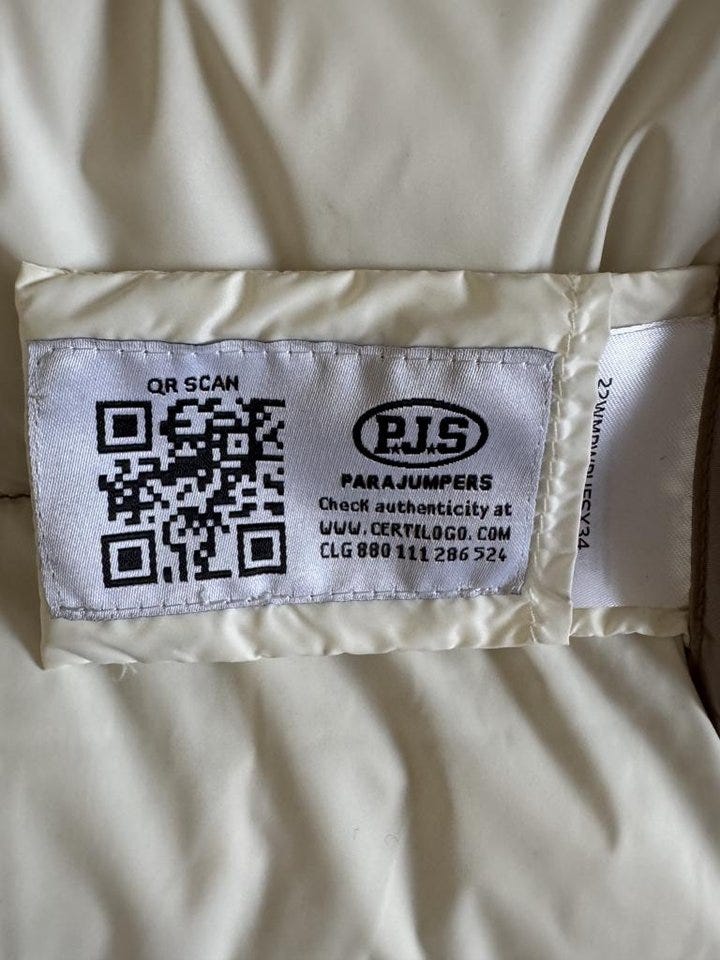 QR SCAN
P.J.S
PARAJUMPERS
Check authenticity at
WWW.CERTILOGO.COM
CLG 880 111 286 524